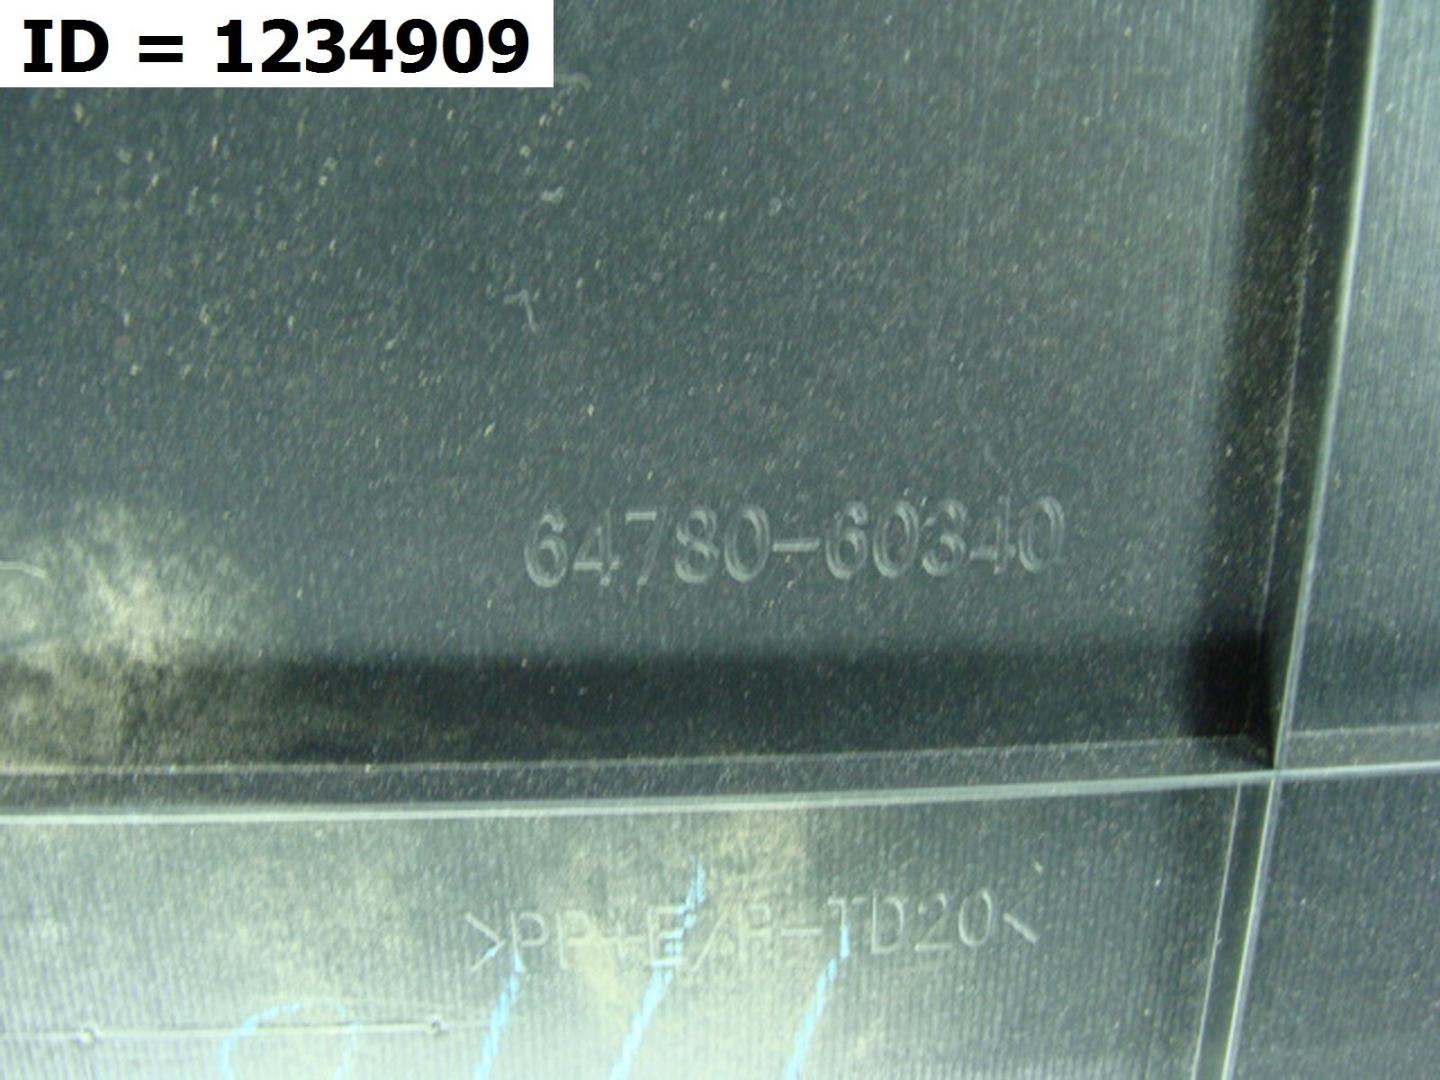 ID = 1234909
64780-60340
>PP+E/P-TD20<